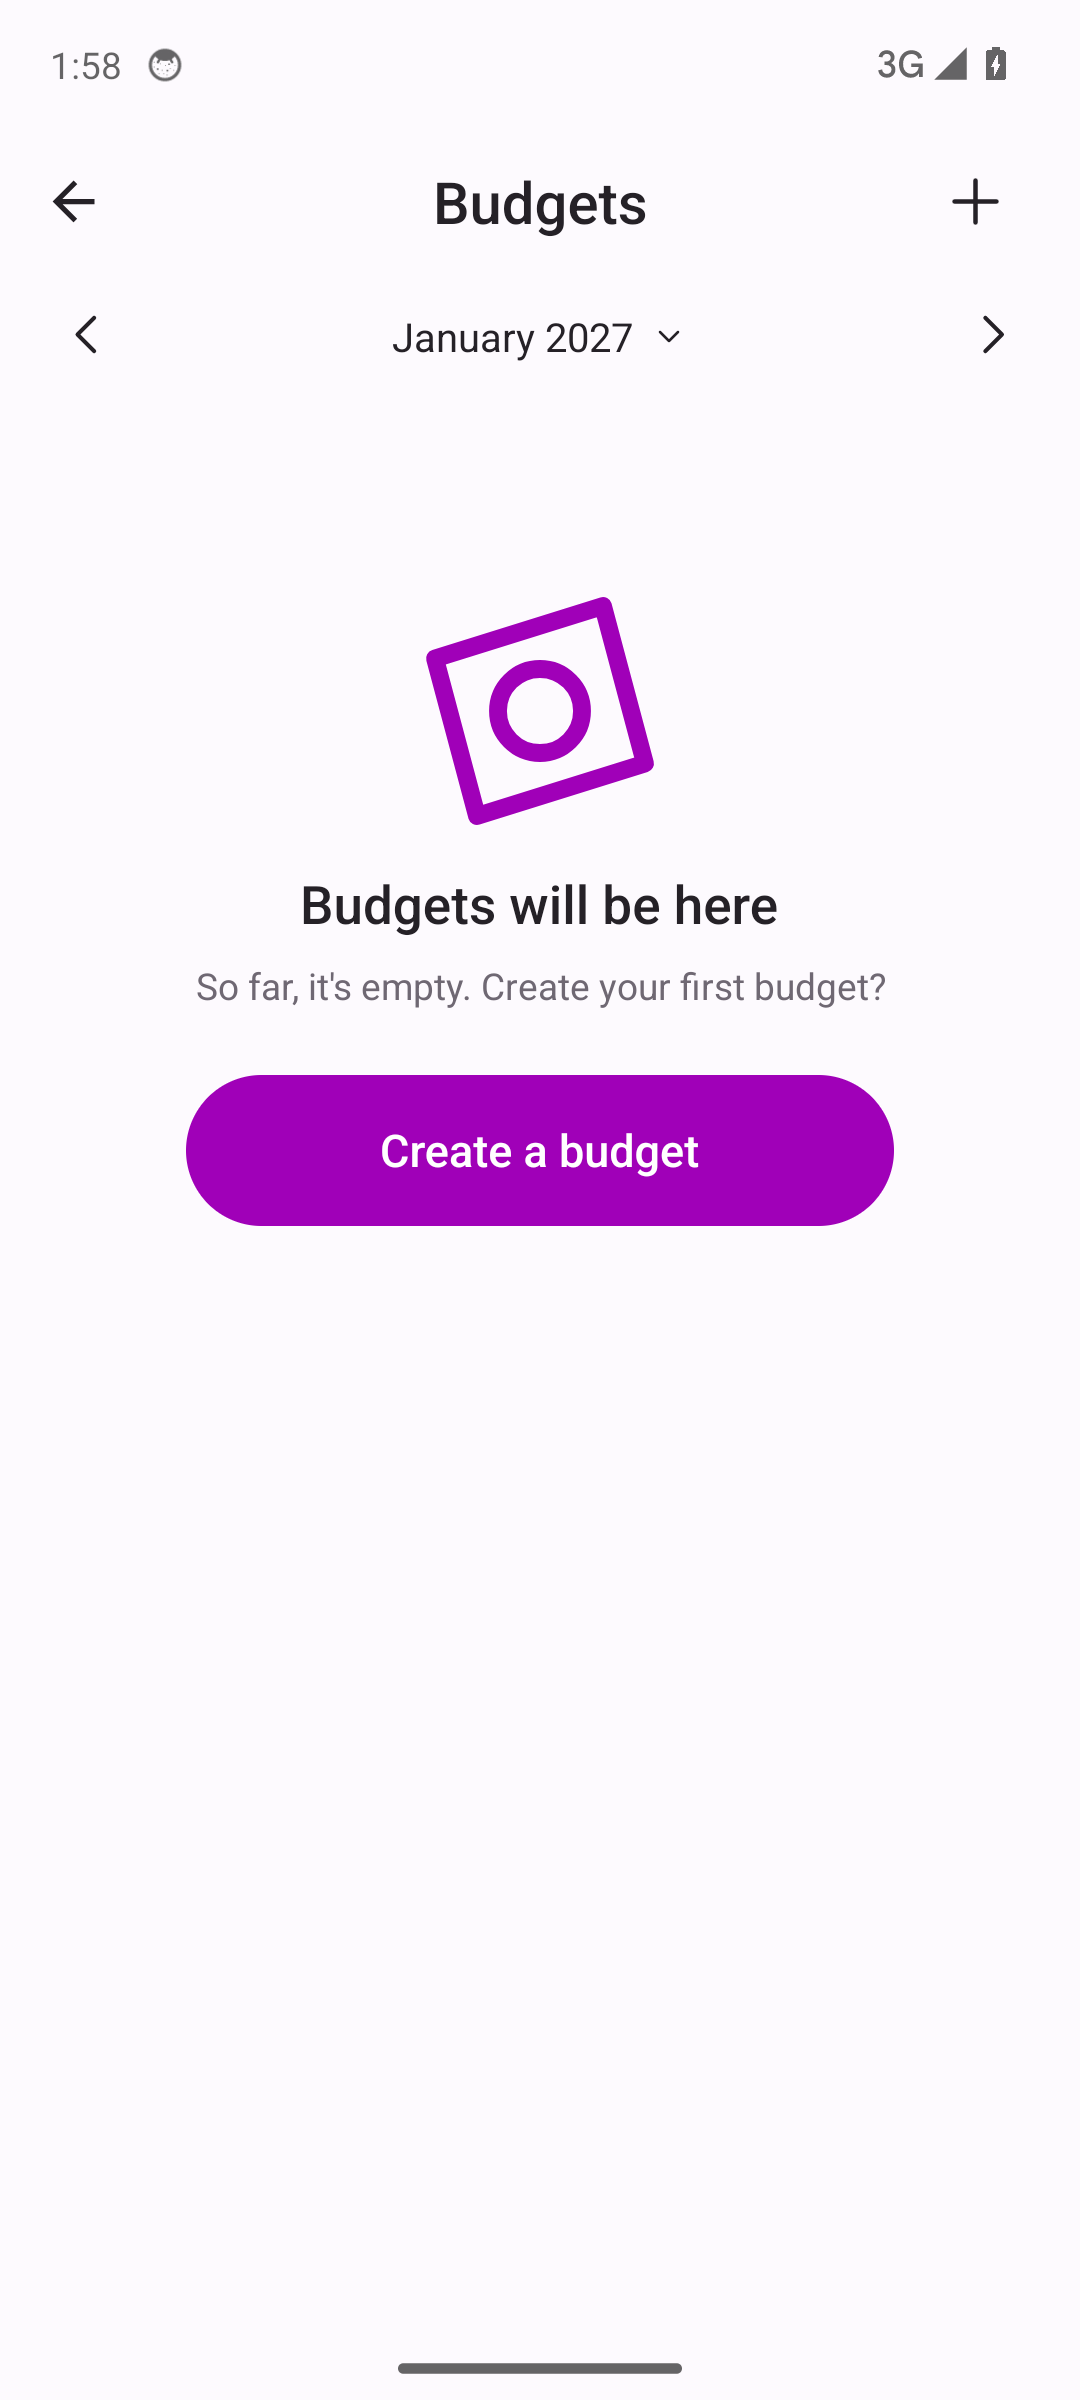 1:58
3G
Budgets
January 2027
Budgets will be here
So far, it's empty. Create your first budget?
Create a budget